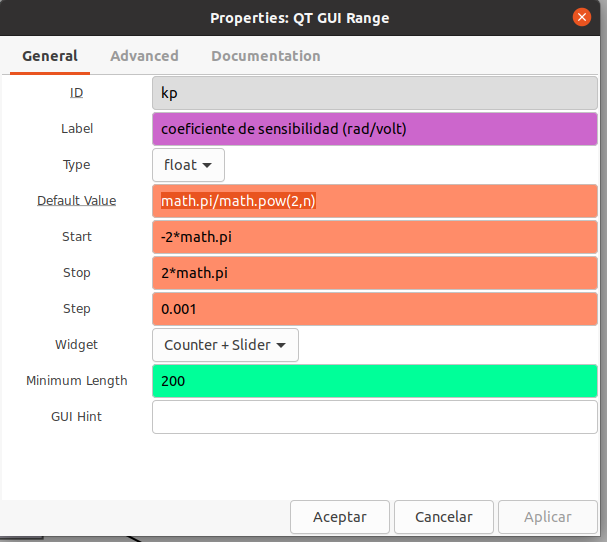 Properties: QT GUI Range
General Advanced Documentation
ID kp
Label coeficiente de sensibilidad (rad/volt)
Type float
Default Value math.pi/math.pow(2,n)
Start -2*math.pi
Stop 2*math.pi
Step 0.001
Widget Counter + Slider
Minimum Length 200
GUI Hint
Aceptar Cancelar Aplicar